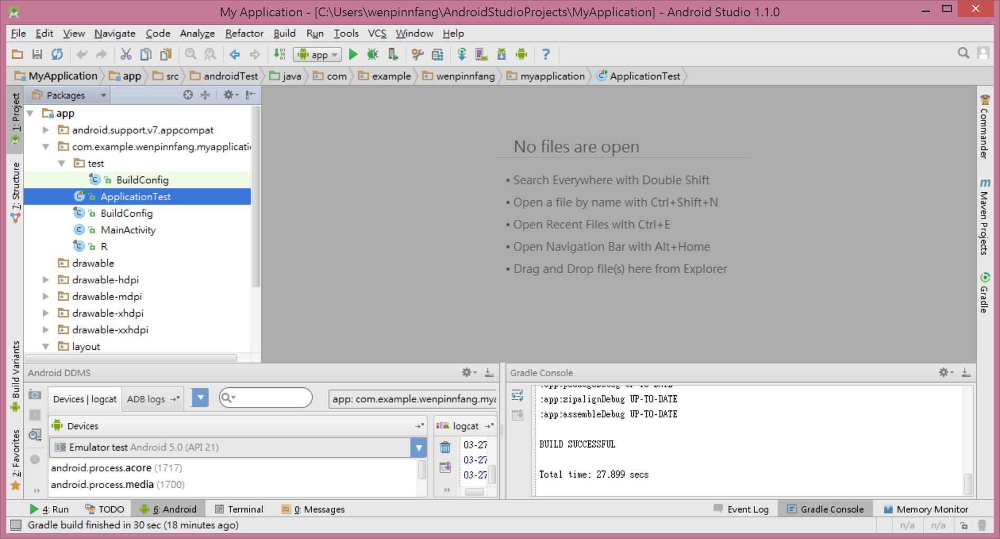 My Application - [C:\Users\wenpinnfang\AndroidStudioProjects\MyApplication] - Android Studio 1.1.0
File Edit View Navigate Code Analyze Refactor Build Run Tools VCS Window Help
app
MyApplication app src androidTest java com example wenpinnfang myapplication ApplicationTest
1: Project
7: Structure
Build Variants
2: Favorites
Packages
app
android.support.v7.appcompat
com.example.wenpinnfang.myapplicati
test
BuildConfig
ApplicationTest
BuildConfig
MainActivity
R
drawable
drawable-hdpi
drawable-mdpi
drawable-xhdpi
drawable-xxhdpi
layout
No files are open
• Search Everywhere with Double Shift
• Open a file by name with Ctrl+Shift+N
• Open Recent Files with Ctrl+E
• Open Navigation Bar with Alt+Home
• Drag and Drop file(s) here from Explorer
Commander
Maven Projects
Gradle
Android DDMS
Devices | logcat ADB logs app: com.example.wenpinnfang.mya
Devices
Emulator test Android 5.0 (API 21)
android.process.acore (1717)
android.process.media (1700)
logcat
03-27
03-27
03-27
Gradle Console
:app:packageDebug UP-TO-DATE
:app:zipalignDebug UP-TO-DATE
:app:assembleDebug UP-TO-DATE
BUILD SUCCESSFUL
Total time: 27.899 secs
4: Run TODO 6: Android Terminal 0: Messages Event Log Gradle Console Memory Monitor
Gradle build finished in 30 sec (18 minutes ago) n/a n/a